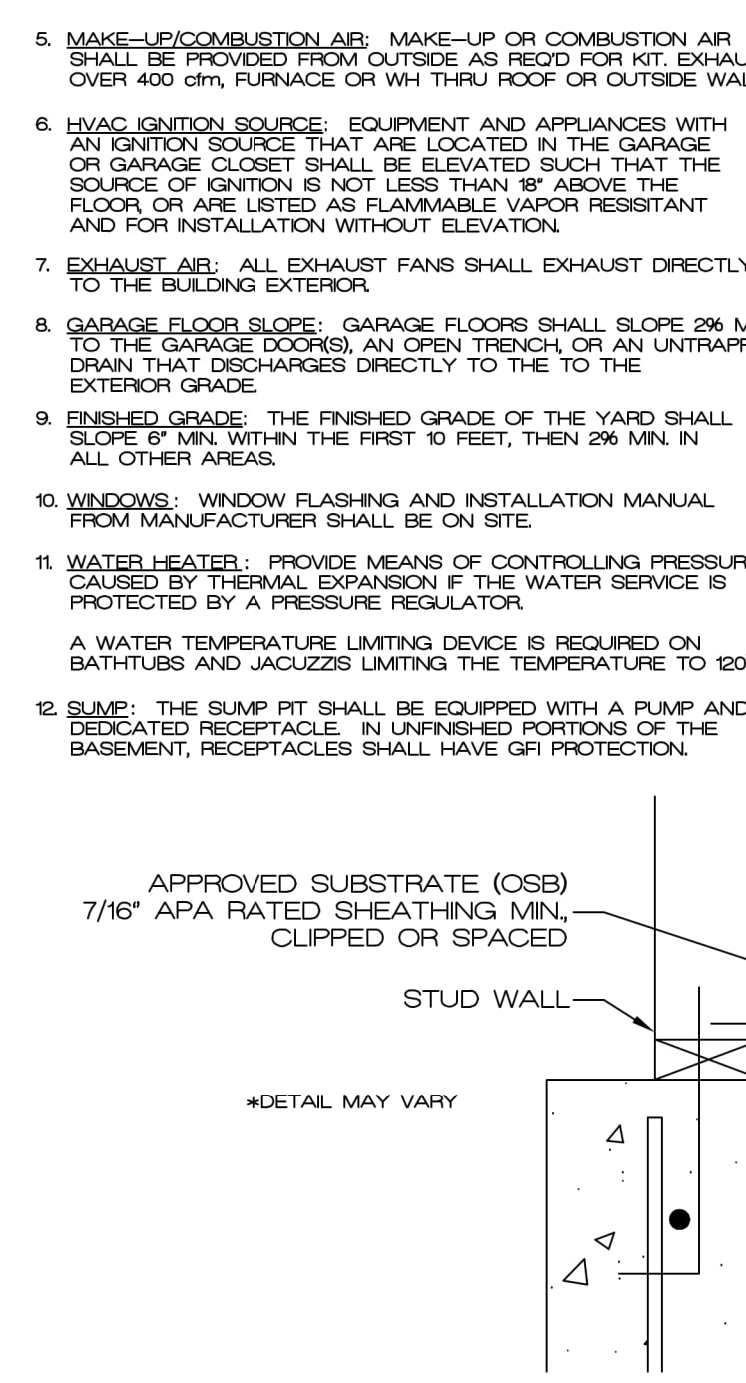 5. MAKE-UP/COMBUSTION AIR: MAKE-UP OR COMBUSTION AIR
SHALL BE PROVIDED FROM OUTSIDE AS REQ'D FOR KIT. EXHAU
OVER 400 cfm, FURNACE OR WH THRU ROOF OR OUTSIDE WAL
6. HVAC IGNITION SOURCE: EQUIPMENT AND APPLIANCES WITH
AN IGNITION SOURCE THAT ARE LOCATED IN THE GARAGE
OR GARAGE CLOSET SHALL BE ELEVATED SUCH THAT THE
SOURCE OF IGNITION IS NOT LESS THAN 18" ABOVE THE
FLOOR, OR ARE LISTED AS FLAMMABLE VAPOR RESISITANT
AND FOR INSTALLATION WITHOUT ELEVATION.
7. EXHAUST AIR: ALL EXHAUST FANS SHALL EXHAUST DIRECTLY
TO THE BUILDING EXTERIOR.
8. GARAGE FLOOR SLOPE: GARAGE FLOORS SHALL SLOPE 2% M
TO THE GARAGE DOOR(S), AN OPEN TRENCH, OR AN UNTRAPP
DRAIN THAT DISCHARGES DIRECTLY TO THE TO THE
EXTERIOR GRADE.
9. FINISHED GRADE: THE FINISHED GRADE OF THE YARD SHALL
SLOPE 6" MIN. WITHIN THE FIRST 10 FEET, THEN 2% MIN. IN
ALL OTHER AREAS.
10. WINDOWS: WINDOW FLASHING AND INSTALLATION MANUAL
FROM MANUFACTURER SHALL BE ON SITE.
11. WATER HEATER: PROVIDE MEANS OF CONTROLLING PRESSUR
CAUSED BY THERMAL EXPANSION IF THE WATER SERVICE IS
PROTECTED BY A PRESSURE REGULATOR.
A WATER TEMPERATURE LIMITING DEVICE IS REQUIRED ON
BATHTUBS AND JACUZZIS LIMITING THE TEMPERATURE TO 120°
12. SUMP: THE SUMP PIT SHALL BE EQUIPPED WITH A PUMP AND
DEDICATED RECEPTACLE. IN UNFINISHED PORTIONS OF THE
BASEMENT, RECEPTACLES SHALL HAVE GFI PROTECTION.
APPROVED SUBSTRATE (OSB)
7/16" APA RATED SHEATHING MIN.,
CLIPPED OR SPACED
STUD WALL
*DETAIL MAY VARY